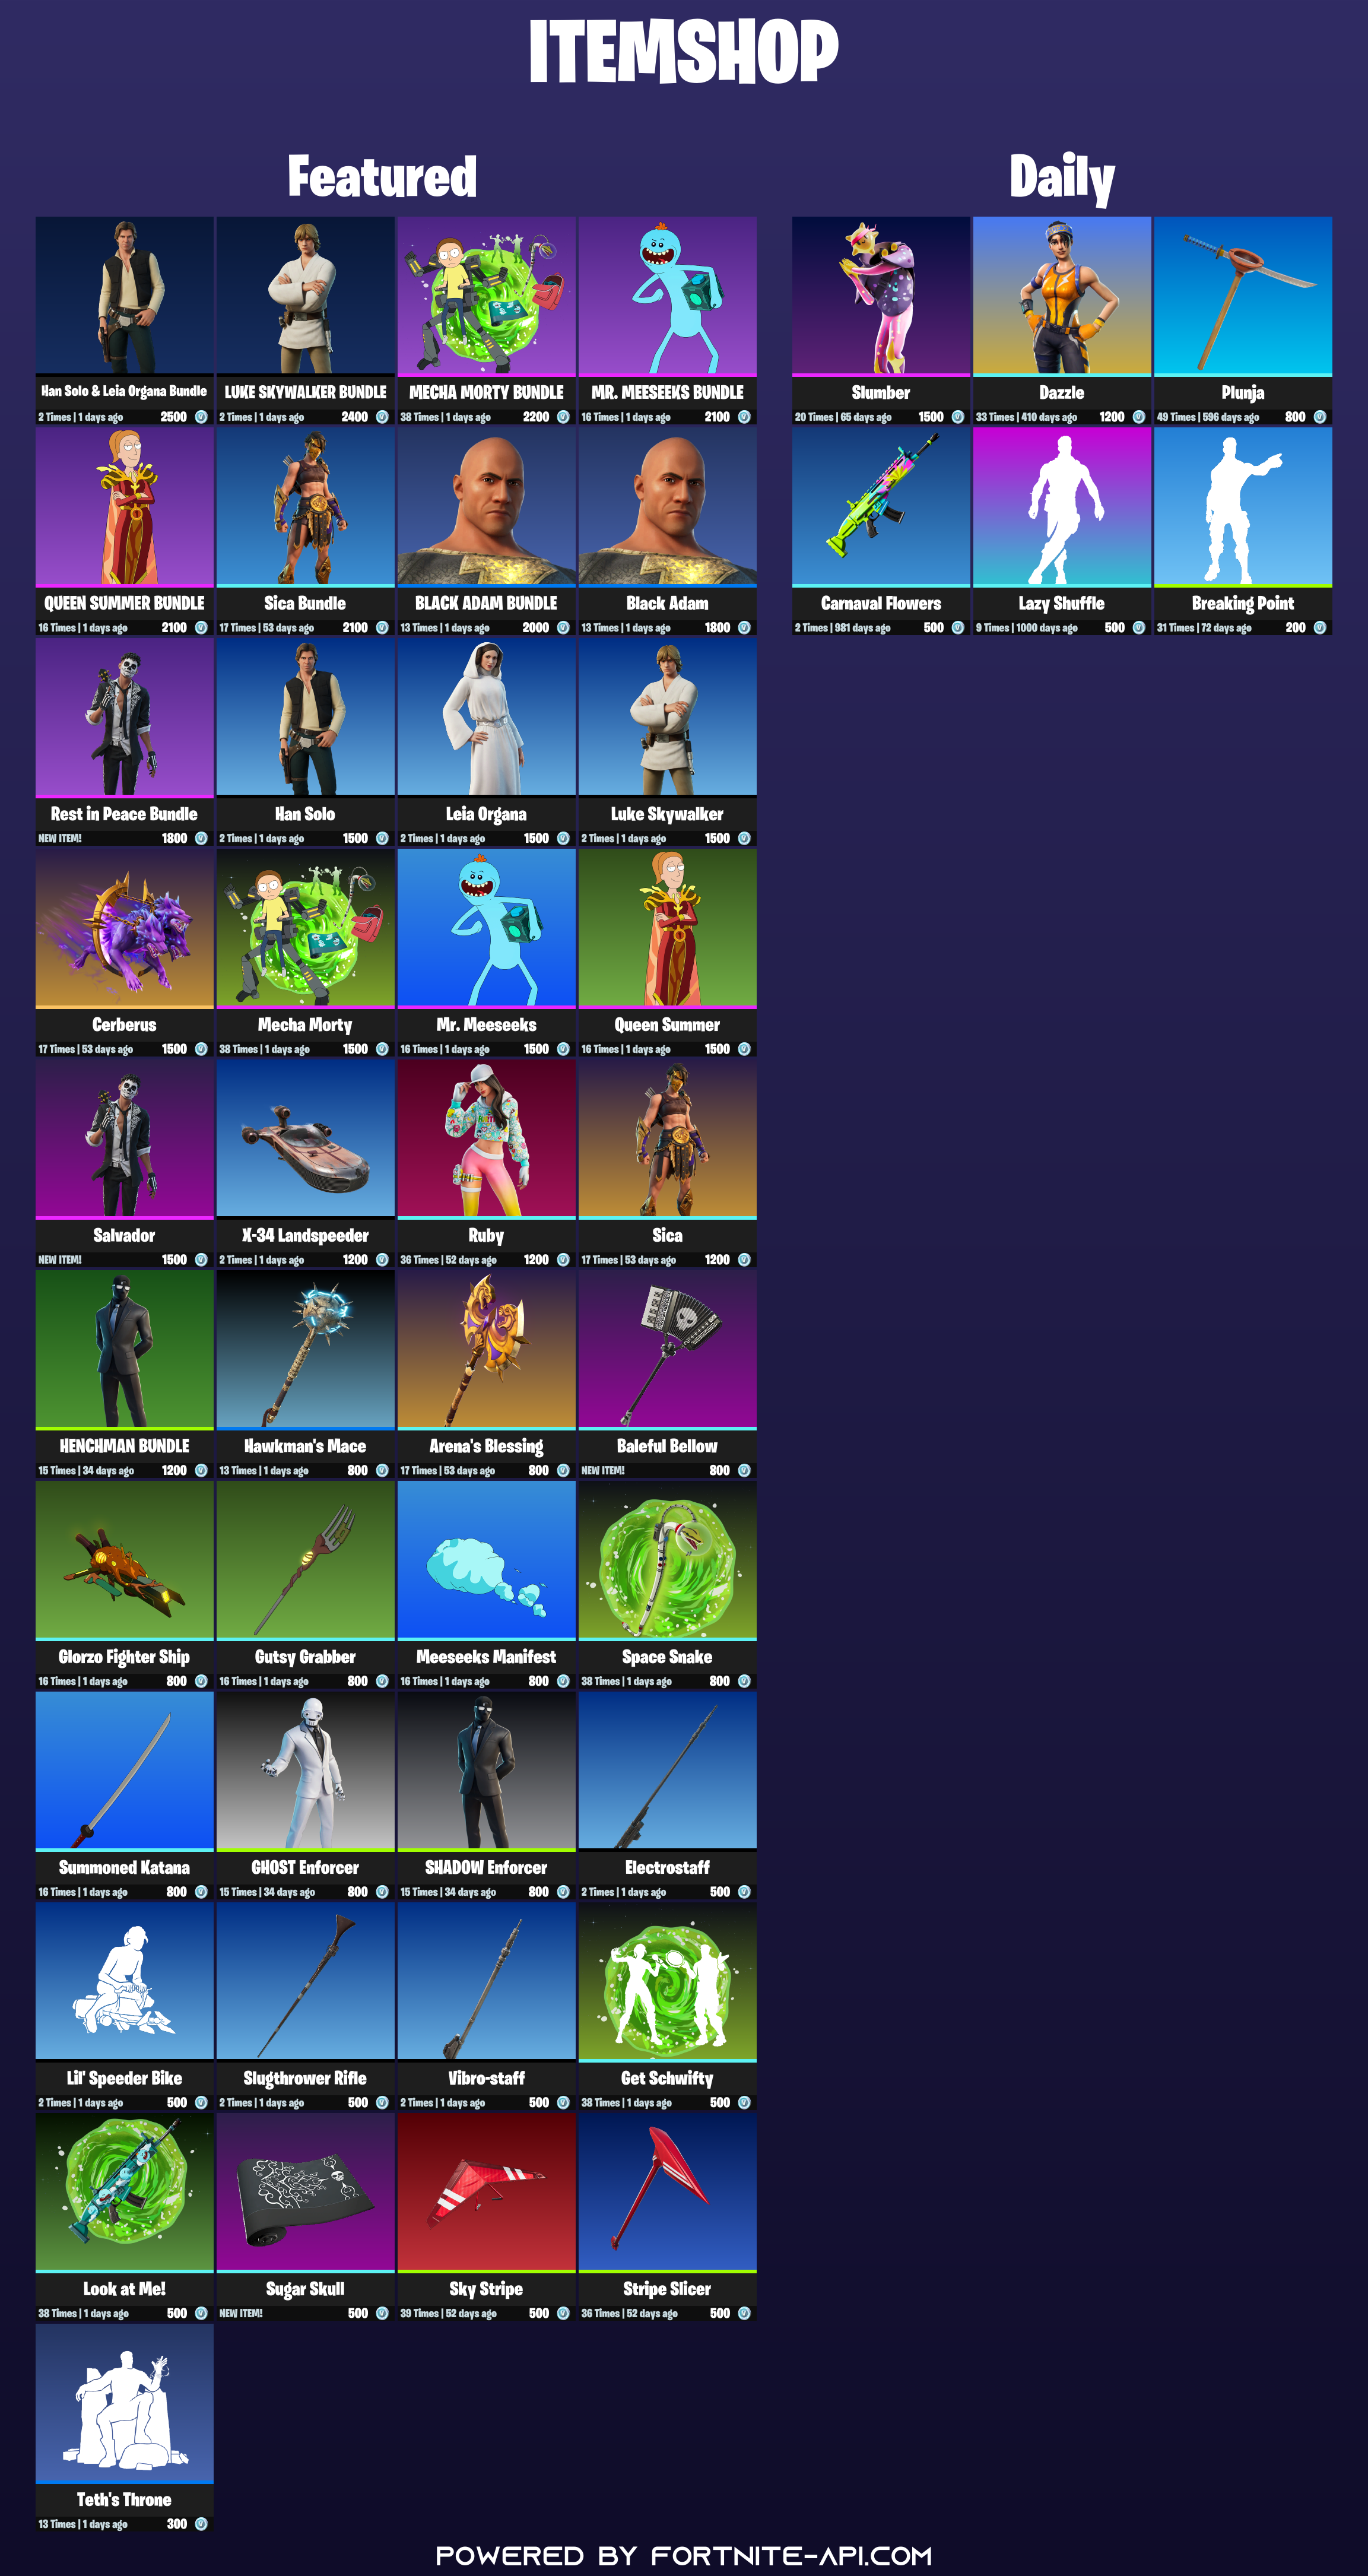 ITEMSHOP
Featured
Daily
Han Solo & Leia Organa Bundle
2 Times | 1 days ago 2500
LUKE SKYWALKER BUNDLE
2 Times | 1 days ago 2400
MECHA MORTY BUNDLE
38 Times | 1 days ago 2200
MR. MEESEEKS BUNDLE
16 Times | 1 days ago 2100
Slumber
20 Times | 65 days ago 1500
Dazzle
33 Times | 410 days ago 1200
Plunja
49 Times | 596 days ago 800
QUEEN SUMMER BUNDLE
16 Times | 1 days ago 2100
Sica Bundle
17 Times | 53 days ago 2100
BLACK ADAM BUNDLE
13 Times | 1 days ago 2000
Black Adam
13 Times | 1 days ago 1800
Carnaval Flowers
2 Times | 981 days ago 500
Lazy Shuffle
9 Times | 1000 days ago 500
Breaking Point
31 Times | 72 days ago 200
Rest in Peace Bundle
NEW ITEM! 1800
Han Solo
2 Times | 1 days ago 1500
Leia Organa
2 Times | 1 days ago 1500
Luke Skywalker
2 Times | 1 days ago 1500
Cerberus
17 Times | 53 days ago 1500
Mecha Morty
38 Times | 1 days ago 1500
Mr. Meeseeks
16 Times | 1 days ago 1500
Queen Summer
16 Times | 1 days ago 1500
Salvador
NEW ITEM! 1500
X-34 Landspeeder
2 Times | 1 days ago 1200
Ruby
36 Times | 52 days ago 1200
Sica
17 Times | 53 days ago 1200
HENCHMAN BUNDLE
15 Times | 34 days ago 1200
Hawkman's Mace
13 Times | 1 days ago 800
Arena's Blessing
17 Times | 53 days ago 800
Baleful Bellow
NEW ITEM! 800
Glorzo Fighter Ship
16 Times | 1 days ago 800
Gutsy Grabber
16 Times | 1 days ago 800
Meeseeks Manifest
16 Times | 1 days ago 800
Space Snake
38 Times | 1 days ago 800
Summoned Katana
16 Times | 1 days ago 800
GHOST Enforcer
15 Times | 34 days ago 800
SHADOW Enforcer
15 Times | 34 days ago 800
Electrostaff
2 Times | 1 days ago 500
Lil' Speeder Bike
2 Times | 1 days ago 500
Slugthrower Rifle
2 Times | 1 days ago 500
Vibro-staff
2 Times | 1 days ago 500
Get Schwifty
38 Times | 1 days ago 500
Look at Me!
38 Times | 1 days ago 500
Sugar Skull
NEW ITEM! 500
Sky Stripe
39 Times | 52 days ago 500
Stripe Slicer
36 Times | 52 days ago 500
Teth's Throne
13 Times | 1 days ago 300
POWERED BY FORTNITE-API.COM